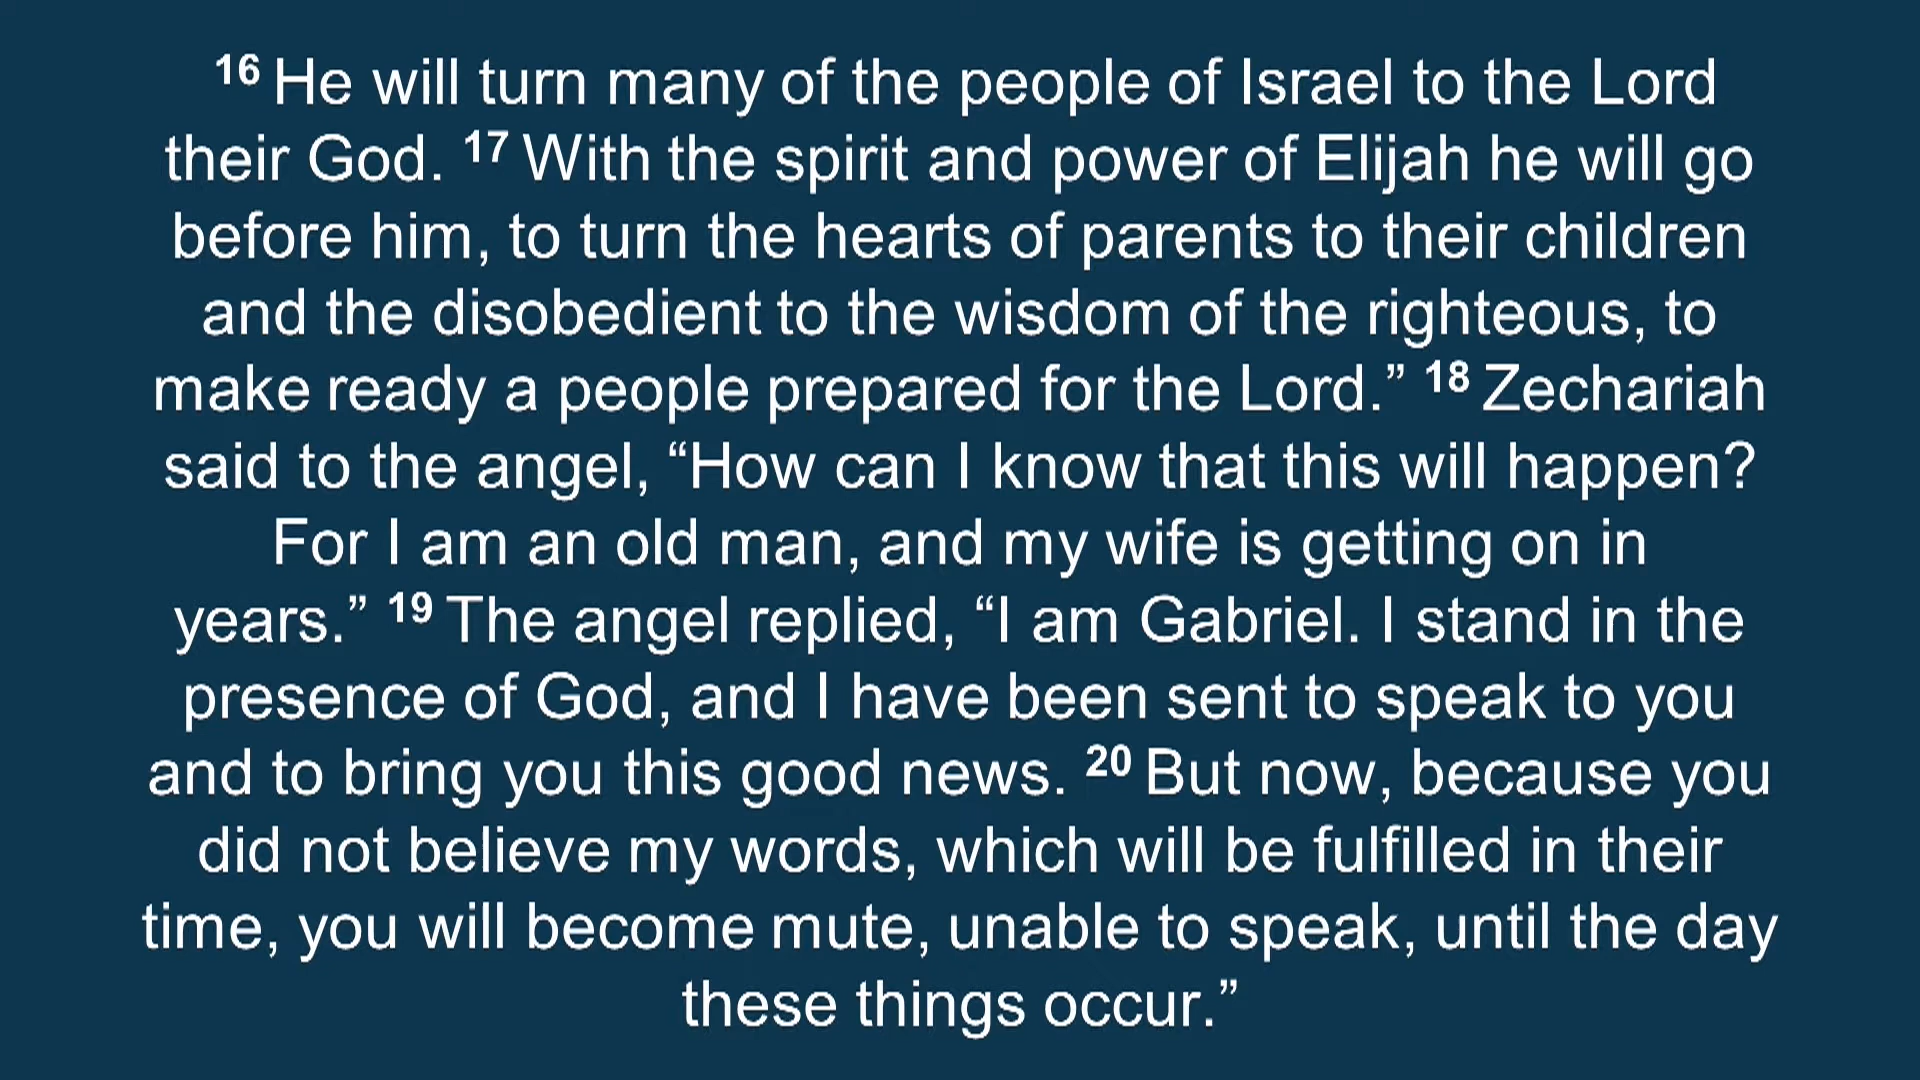 16 He will turn many of the people of Israel to the Lord
their God. 17 With the spirit and power of Elijah he will go
before him, to turn the hearts of parents to their children
and the disobedient to the wisdom of the righteous, to
make ready a people prepared for the Lord.” 18 Zechariah
said to the angel, “How can I know that this will happen?
For I am an old man, and my wife is getting on in
years.” 19 The angel replied, “I am Gabriel. I stand in the
presence of God, and I have been sent to speak to you
and to bring you this good news. 20 But now, because you
did not believe my words, which will be fulfilled in their
time, you will become mute, unable to speak, until the day
these things occur.”